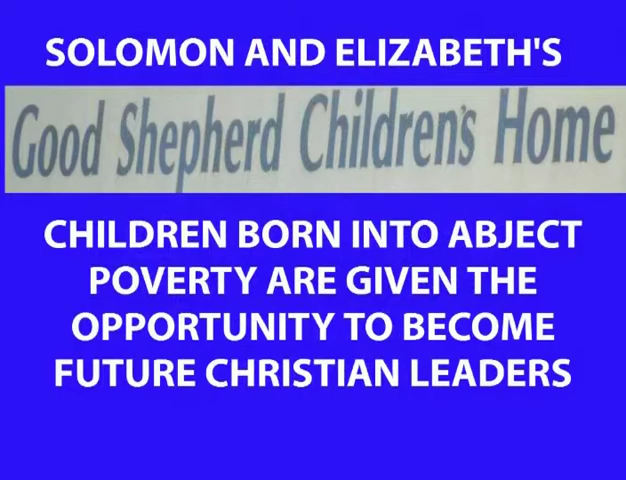 SOLOMON AND ELIZABETH'S
Good Shepherd Children's Home
CHILDREN BORN INTO ABJECT
POVERTY ARE GIVEN THE
OPPORTUNITY TO BECOME
FUTURE CHRISTIAN LEADERS